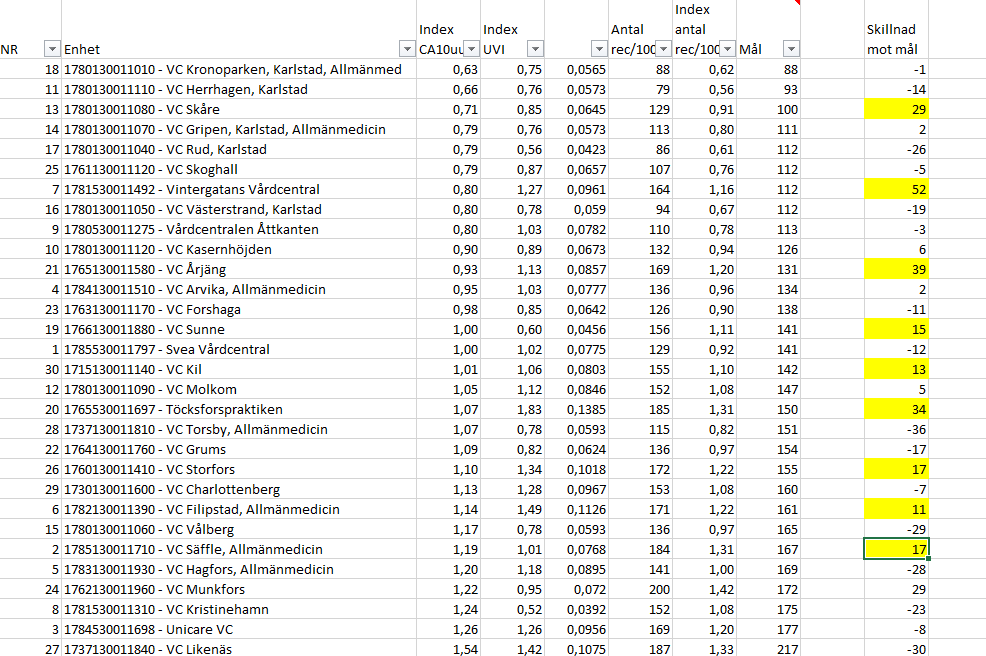 Index
Index Index Antal antal Skillnad
NR Enhet CA10uu UVI rec/100 rec/100 Mål mot mål
18 1780130011010 - VC Kronoparken, Karlstad, Allmänmed 0,63 0,75 0,0565 88 0,62 88 -1
11 1780130011110 - VC Herrhagen, Karlstad 0,66 0,76 0,0573 79 0,56 93 -14
13 1780130011080 - VC Skåre 0,71 0,85 0,0645 129 0,91 100 29
14 1780130011070 - VC Gripen, Karlstad, Allmänmedicin 0,79 0,76 0,0573 113 0,80 111 2
17 1780130011040 - VC Rud, Karlstad 0,79 0,56 0,0423 86 0,61 112 -26
25 1761130011120 - VC Skoghall 0,79 0,87 0,0657 107 0,76 112 -5
7 1781530011492 - Vintergatans Vårdcentral 0,80 1,27 0,0961 164 1,16 112 52
16 1780130011050 - VC Västerstrand, Karlstad 0,80 0,78 0,059 94 0,67 112 -19
9 1780530011275 - Vårdcentralen Åttkanten 0,80 1,03 0,0782 110 0,78 113 -3
10 1780130011120 - VC Kasernhöjden 0,90 0,89 0,0673 132 0,94 126 6
21 1765130011580 - VC Årjäng 0,93 1,13 0,0857 169 1,20 131 39
4 1784130011510 - VC Arvika, Allmänmedicin 0,95 1,03 0,0777 136 0,96 134 2
23 1763130011170 - VC Forshaga 0,98 0,85 0,0642 126 0,90 138 -11
19 1766130011880 - VC Sunne 1,00 0,60 0,0456 156 1,11 141 15
1 1785530011797 - Svea Vårdcentral 1,00 1,02 0,0775 129 0,92 141 -12
30 1715130011140 - VC Kil 1,01 1,06 0,0803 155 1,10 142 13
12 1780130011090 - VC Molkom 1,05 1,12 0,0846 152 1,08 147 5
20 1765530011697 - Töcksforspraktiken 1,07 1,83 0,1385 185 1,31 150 34
28 1737130011810 - VC Torsby, Allmänmedicin 1,07 0,78 0,0593 115 0,82 151 -36
22 1764130011760 - VC Grums 1,09 0,82 0,0624 136 0,97 154 -17
26 1760130011410 - VC Storfors 1,10 1,34 0,1018 172 1,22 155 17
29 1730130011600 - VC Charlottenberg 1,13 1,28 0,0967 153 1,08 160 -7
6 1782130011390 - VC Filipstad, Allmänmedicin 1,14 1,49 0,1126 171 1,22 161 11
15 1780130011060 - VC Vålberg 1,17 0,78 0,0593 136 0,97 165 -29
2 1785130011710 - VC Säffle, Allmänmedicin 1,19 1,01 0,0768 184 1,31 167 17
5 1783130011930 - VC Hagfors, Allmänmedicin 1,20 1,18 0,0895 141 1,00 169 -28
24 1762130011960 - VC Munkfors 1,22 0,95 0,072 200 1,42 172 29
8 1781530011310 - VC Kristinehamn 1,24 0,52 0,0392 152 1,08 175 -23
3 1784530011698 - Unicare VC 1,26 1,26 0,0956 169 1,20 177 -8
27 1737130011840 - VC Likenäs 1,54 1,42 0,1075 187 1,33 217 -30